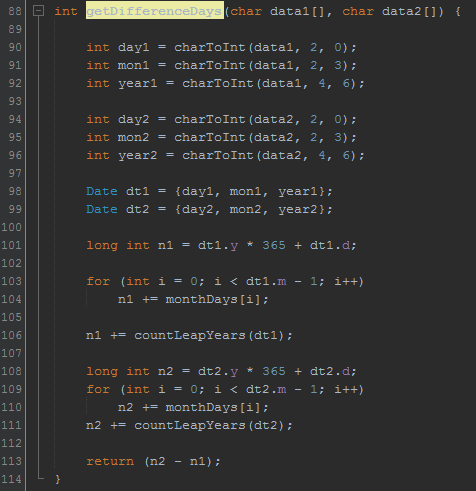 88 int getDifferenceDays(char data1[], char data2[]) {
89
90 int day1 = charToInt(data1, 2, 0);
91 int mon1 = charToInt(data1, 2, 3);
92 int year1 = charToInt(data1, 4, 6);
93
94 int day2 = charToInt(data2, 2, 0);
95 int mon2 = charToInt(data2, 2, 3);
96 int year2 = charToInt(data2, 4, 6);
97
98 Date dt1 = {day1, mon1, year1};
99 Date dt2 = {day2, mon2, year2};
100
101 long int n1 = dt1.y * 365 + dt1.d;
102
103 for (int i = 0; i < dt1.m - 1; i++)
104 n1 += monthDays[i];
105
106 n1 += countLeapYears(dt1);
107
108 long int n2 = dt2.y * 365 + dt2.d;
109 for (int i = 0; i < dt2.m - 1; i++)
110 n2 += monthDays[i];
111 n2 += countLeapYears(dt2);
112
113 return (n2 - n1);
114 }